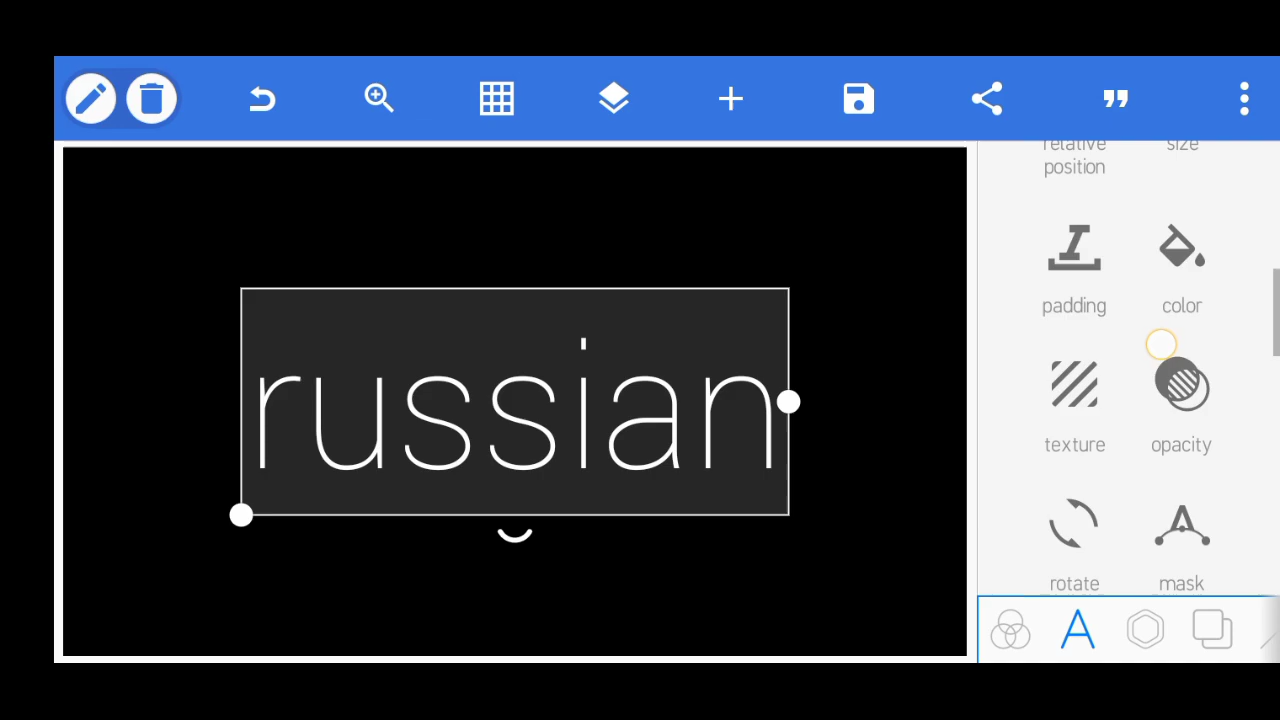 relative
position
size
padding
color
russian
texture
opacity
rotate
mask